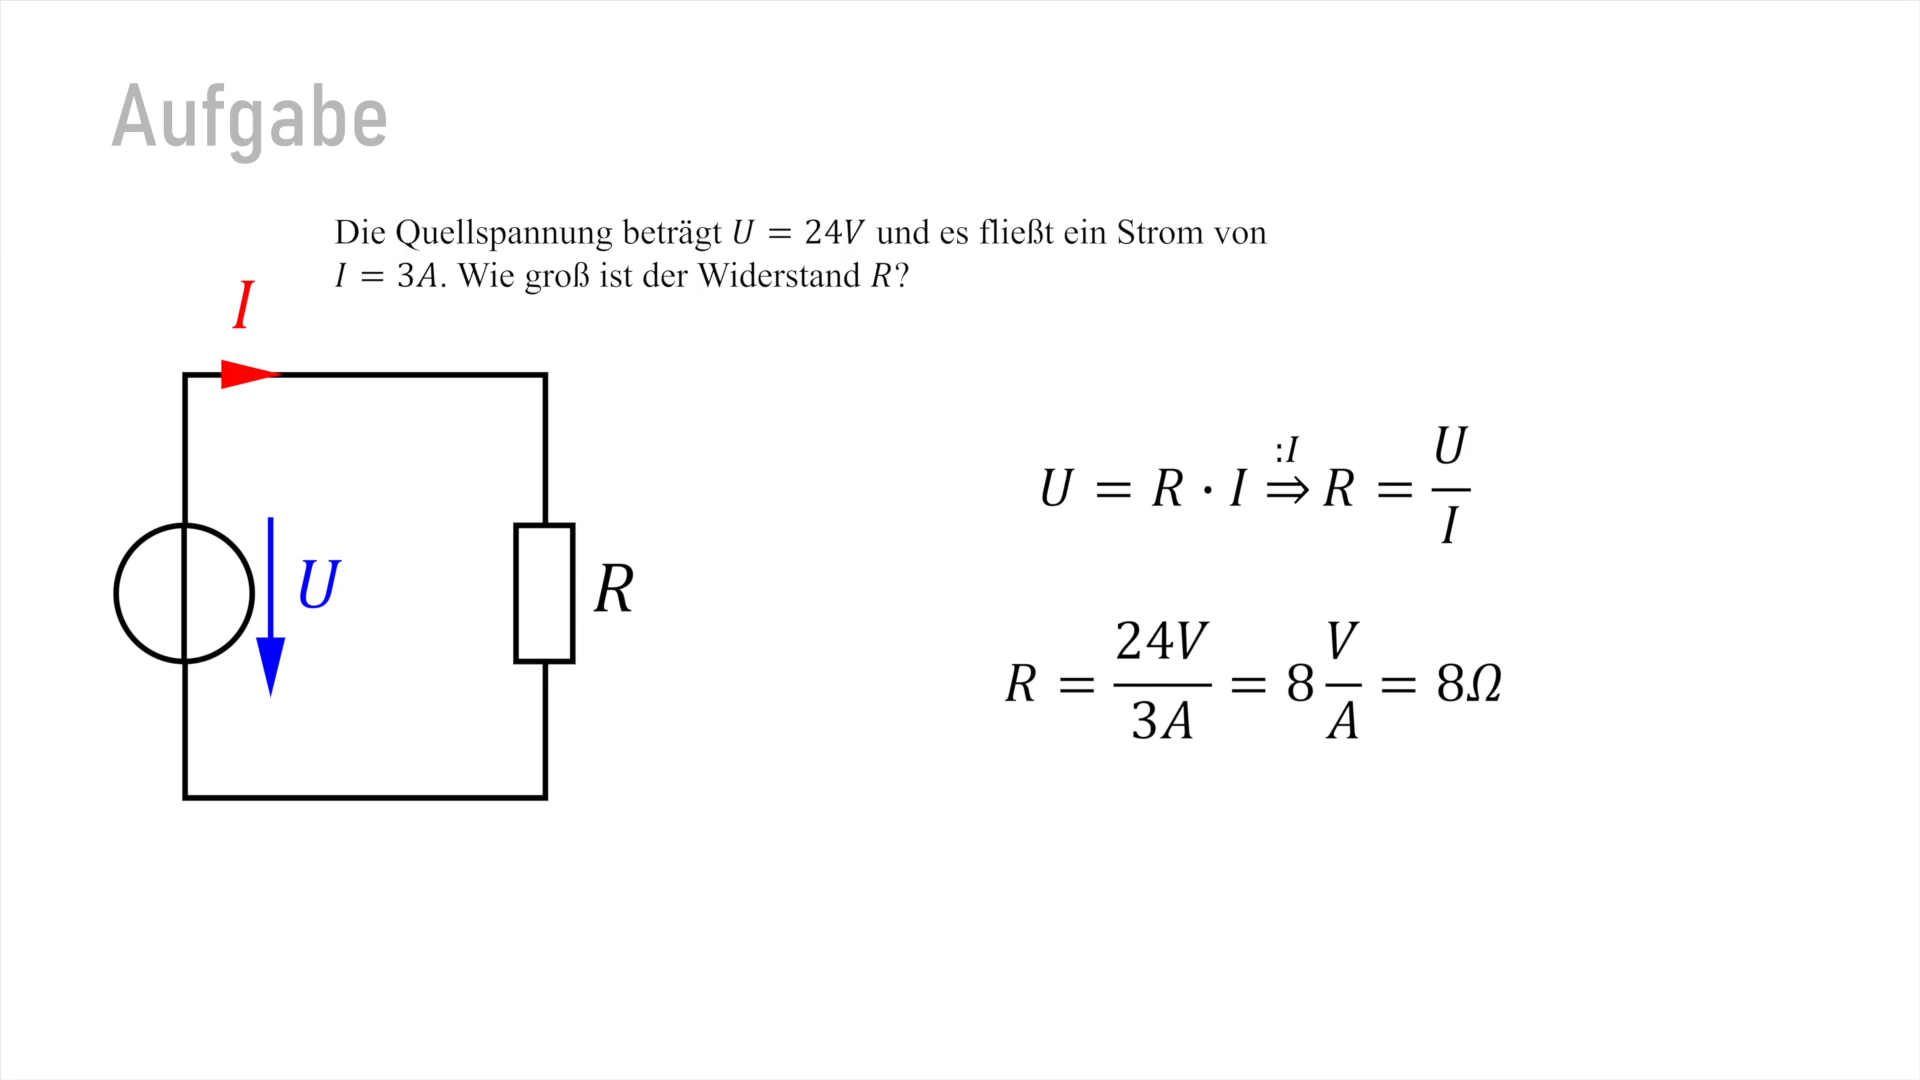 Aufgabe
Die Quellspannung beträgt U = 24V und es fließt ein Strom von
I = 3A. Wie groß ist der Widerstand R?
I
U
R
U = R · I :I⇒ R = U/I
R = 24V/3A = 8 V/A = 8Ω